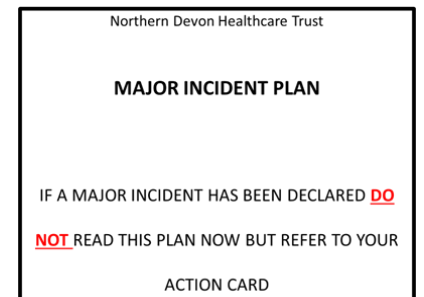 Northern Devon Healthcare Trust
MAJOR INCIDENT PLAN
IF A MAJOR INCIDENT HAS BEEN DECLARED DO
NOT READ THIS PLAN NOW BUT REFER TO YOUR
ACTION CARD